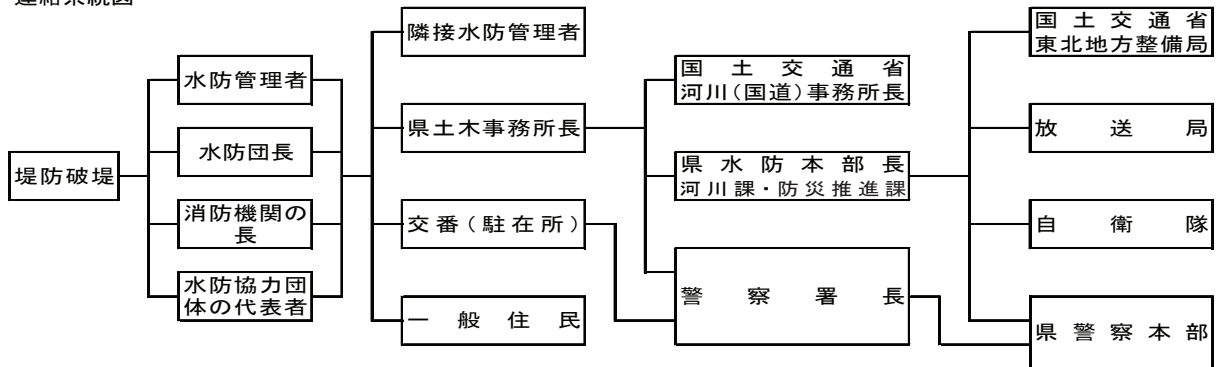 連絡系統図
堤防破堤
水防管理者
水防団長
消防機関の
長
水防協力団
体の代表者
隣接水防管理者
県土木事務所長
交番（駐在所）
一般住民
国土交通省
河川（国道）事務所長
県水防本部長
河川課・防災推進課
警察署長
国土交通省
東北地方整備局
放送局
自衛隊
県警察本部